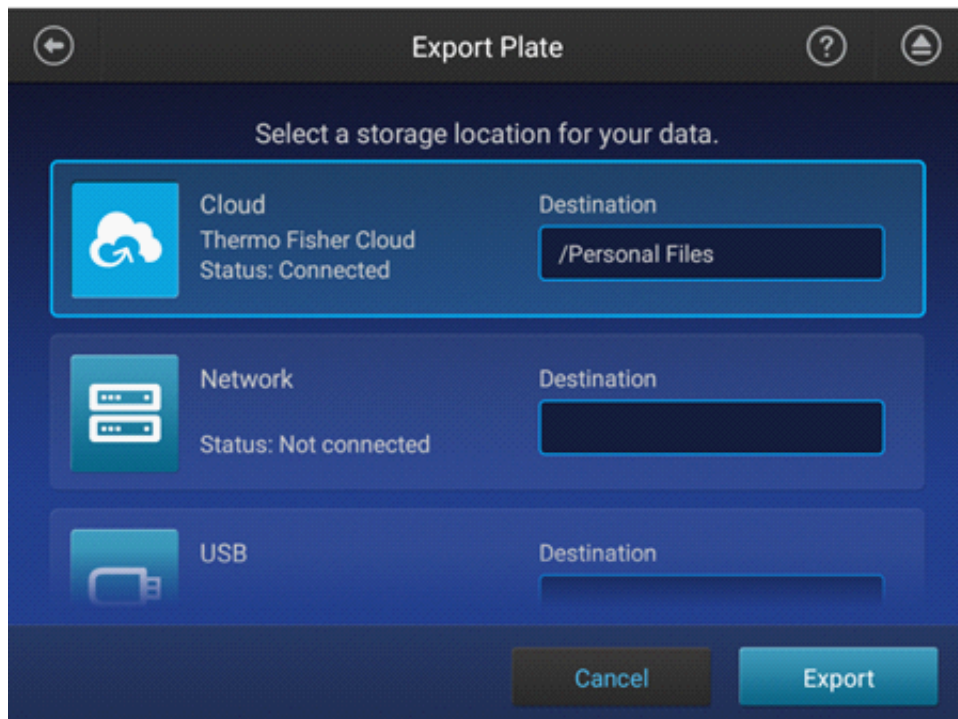 Export Plate
?
Select a storage location for your data.
Cloud
Thermo Fisher Cloud
Status: Connected
Destination
/Personal Files
Network
Status: Not connected
Destination
USB
Destination
Cancel
Export